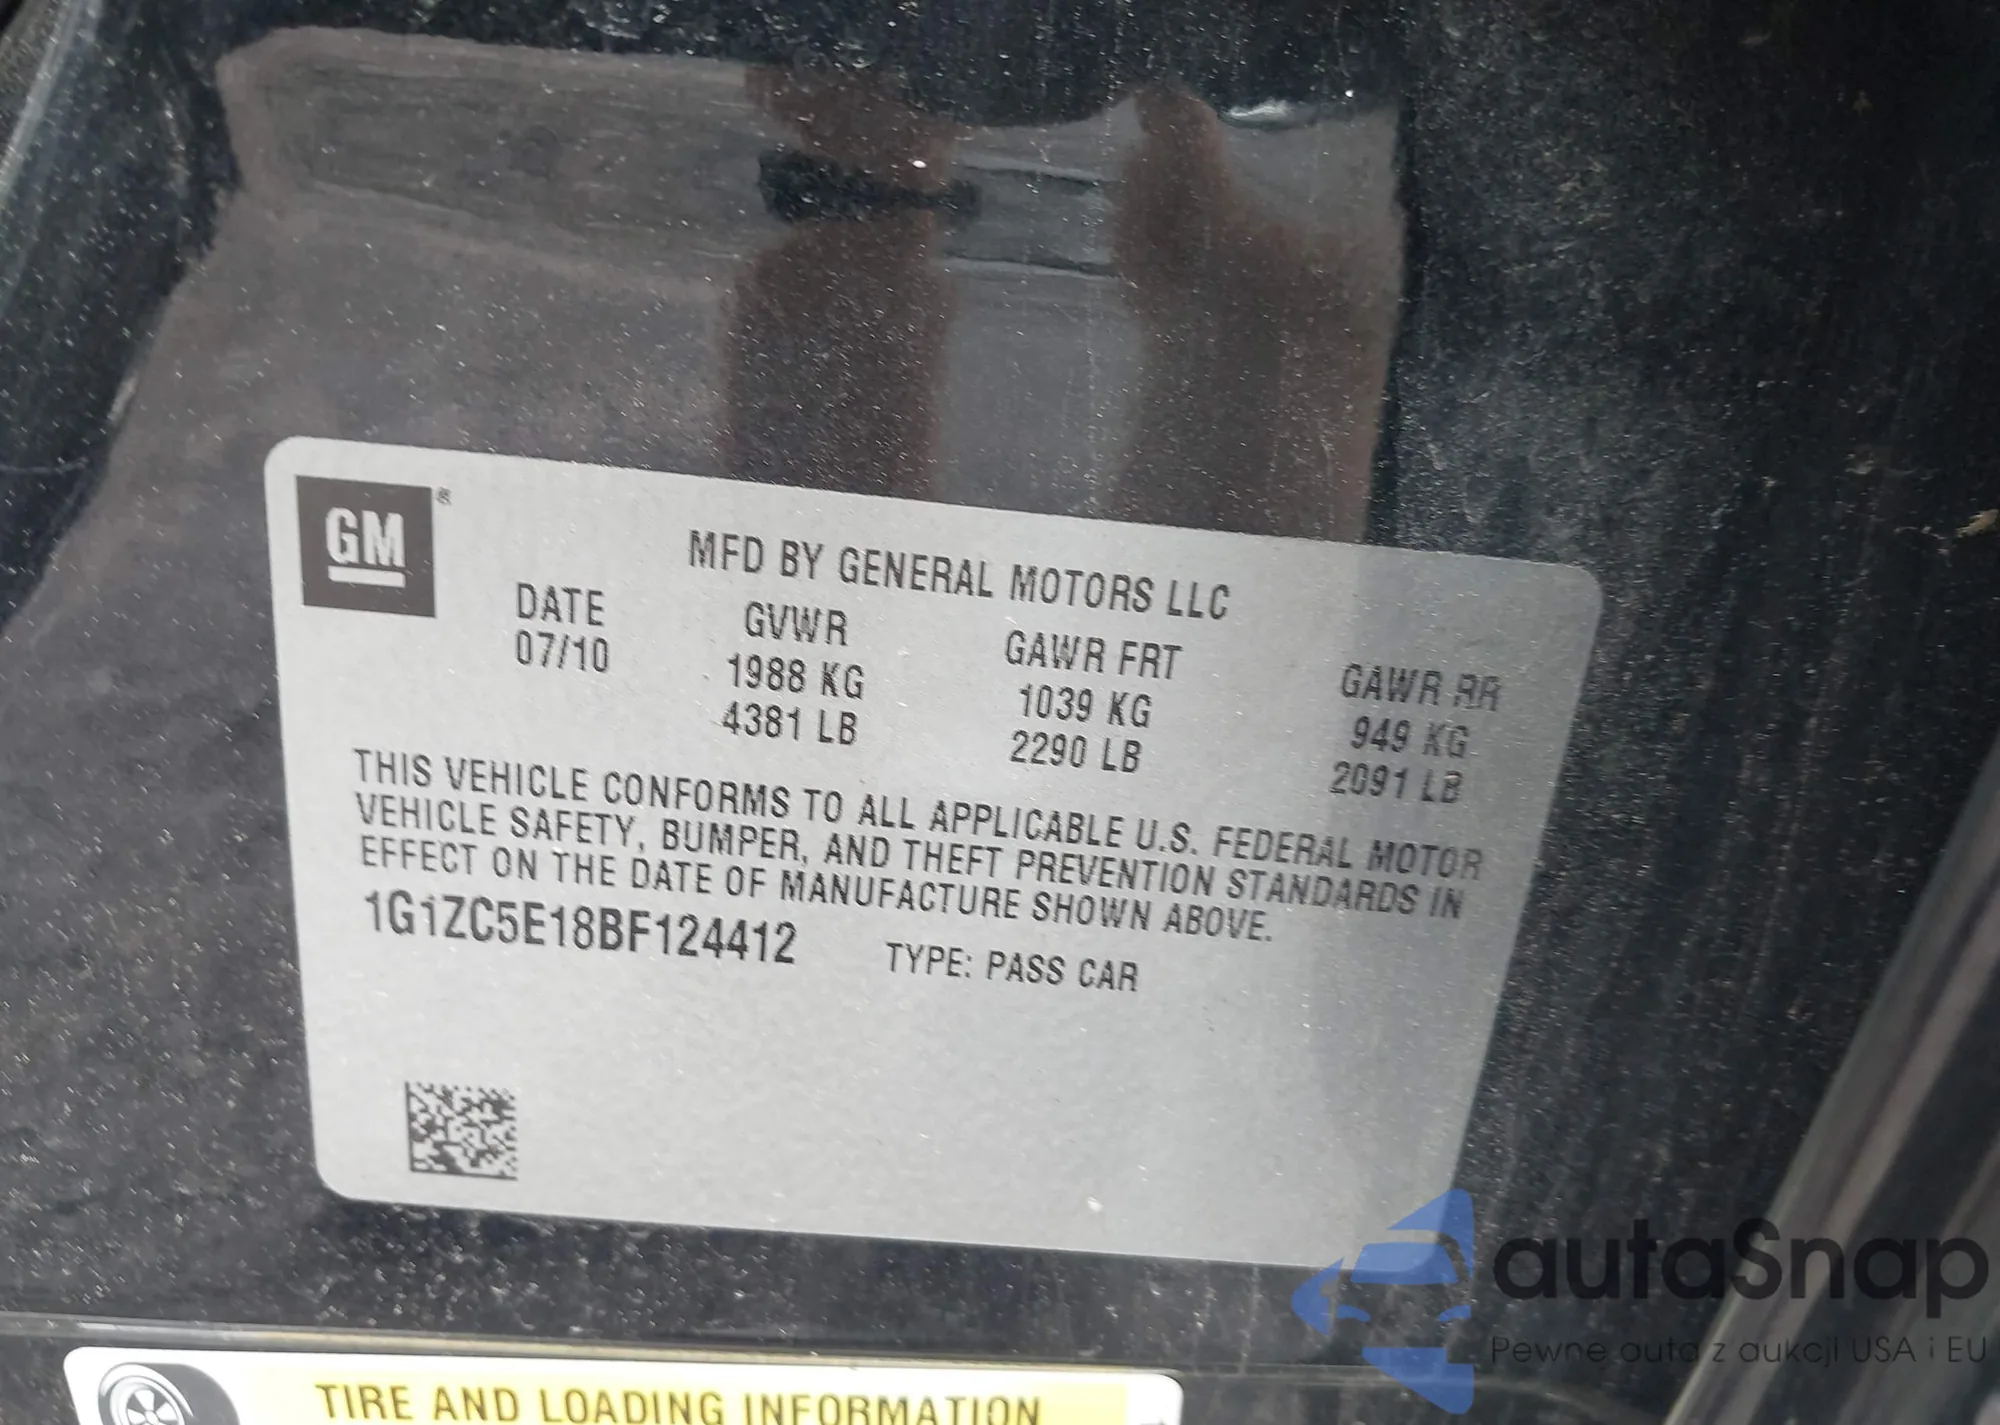 GM®
MFD BY GENERAL MOTORS LLC
DATE GVWR GAWR FRT GAWR RR
07/10 1988 KG 1039 KG 949 KG
4381 LB 2290 LB 2091 LB
THIS VEHICLE CONFORMS TO ALL APPLICABLE U.S. FEDERAL MOTOR
VEHICLE SAFETY, BUMPER, AND THEFT PREVENTION STANDARDS IN
EFFECT ON THE DATE OF MANUFACTURE SHOWN ABOVE.
1G1ZC5E18BF124412 TYPE: PASS CAR
TIRE AND LOADING INFORMATION
autaSnap
Pewne auta z aukcji USA i EU